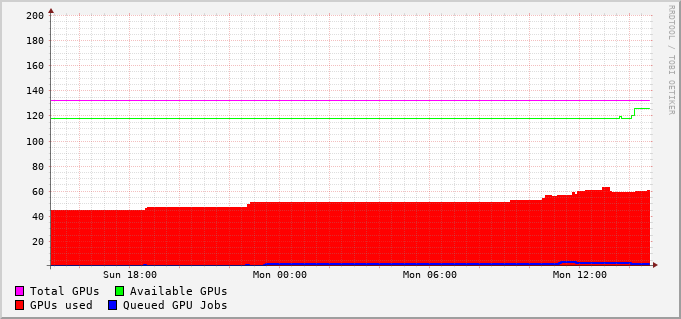 200
180
160
140
120
100
80
60
40
20
Sun 18:00 Mon 00:00 Mon 06:00 Mon 12:00
Total GPUs Available GPUs
GPUs used Queued GPU Jobs
RRDTOOL / TOBI OETIKER